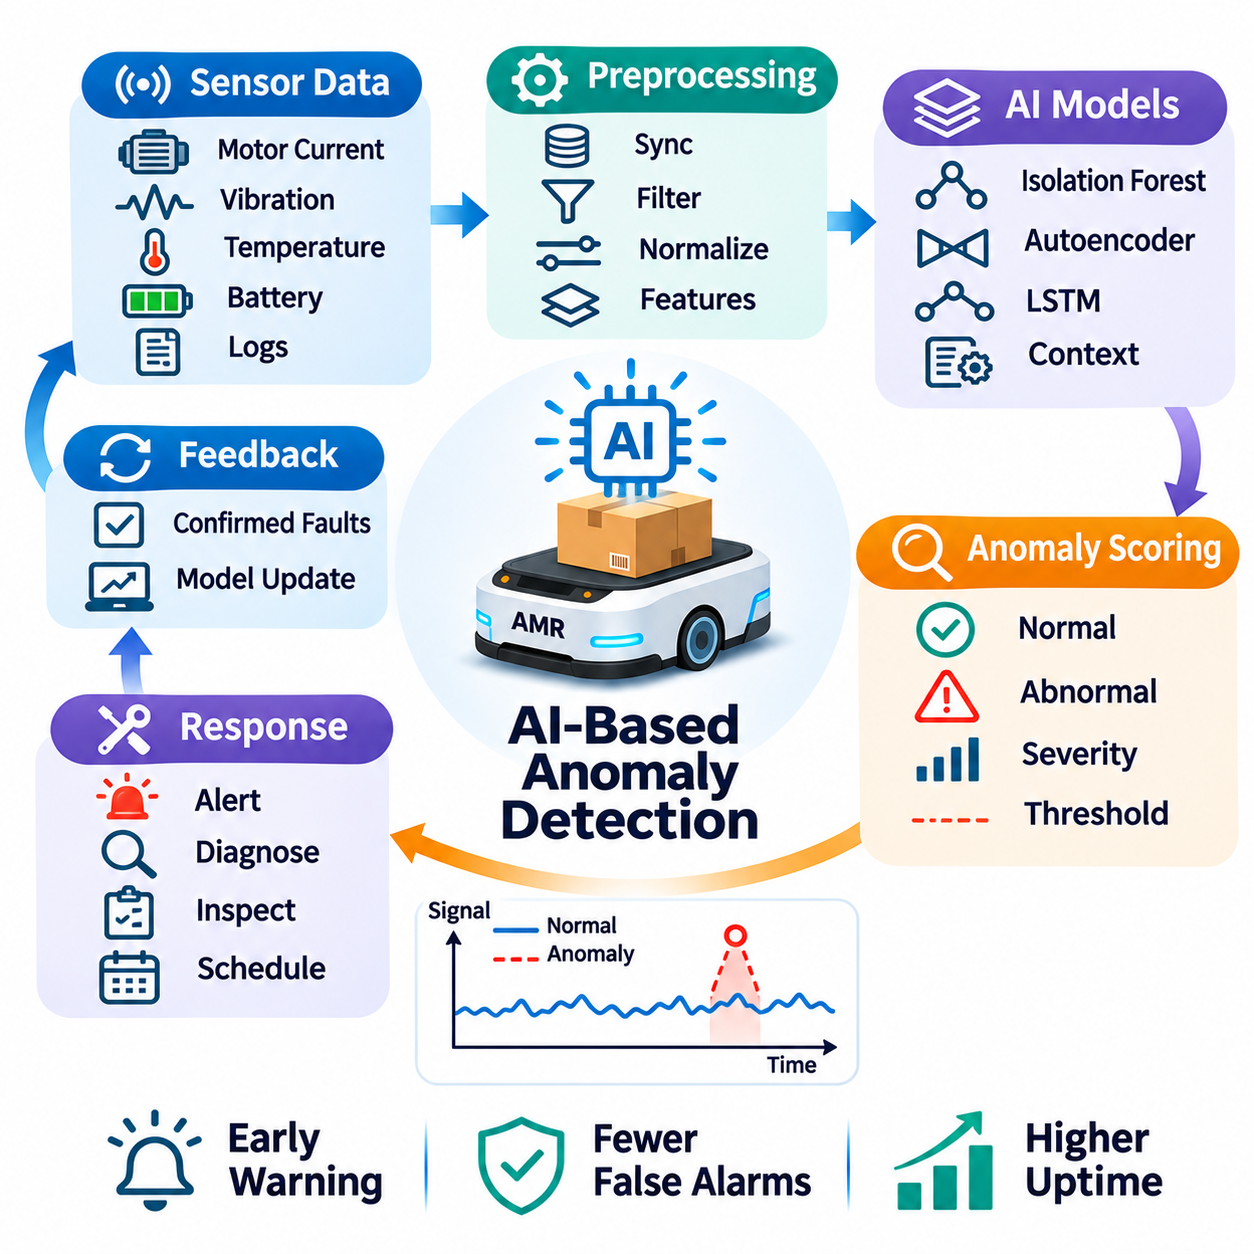 Sensor Data
Motor Current
Vibration
Temperature
Battery
Logs
Preprocessing
Sync
Filter
Normalize
Features
AI Models
Isolation Forest
Autoencoder
LSTM
Context
Anomaly Scoring
Normal
Abnormal
Severity
Threshold
Feedback
Confirmed Faults
Model Update
Response
Alert
Diagnose
Inspect
Schedule
AI
AMR
AI-Based
Anomaly
Detection
Signal
Normal
Anomaly
Time
Early
Warning
Fewer
False Alarms
Higher
Uptime